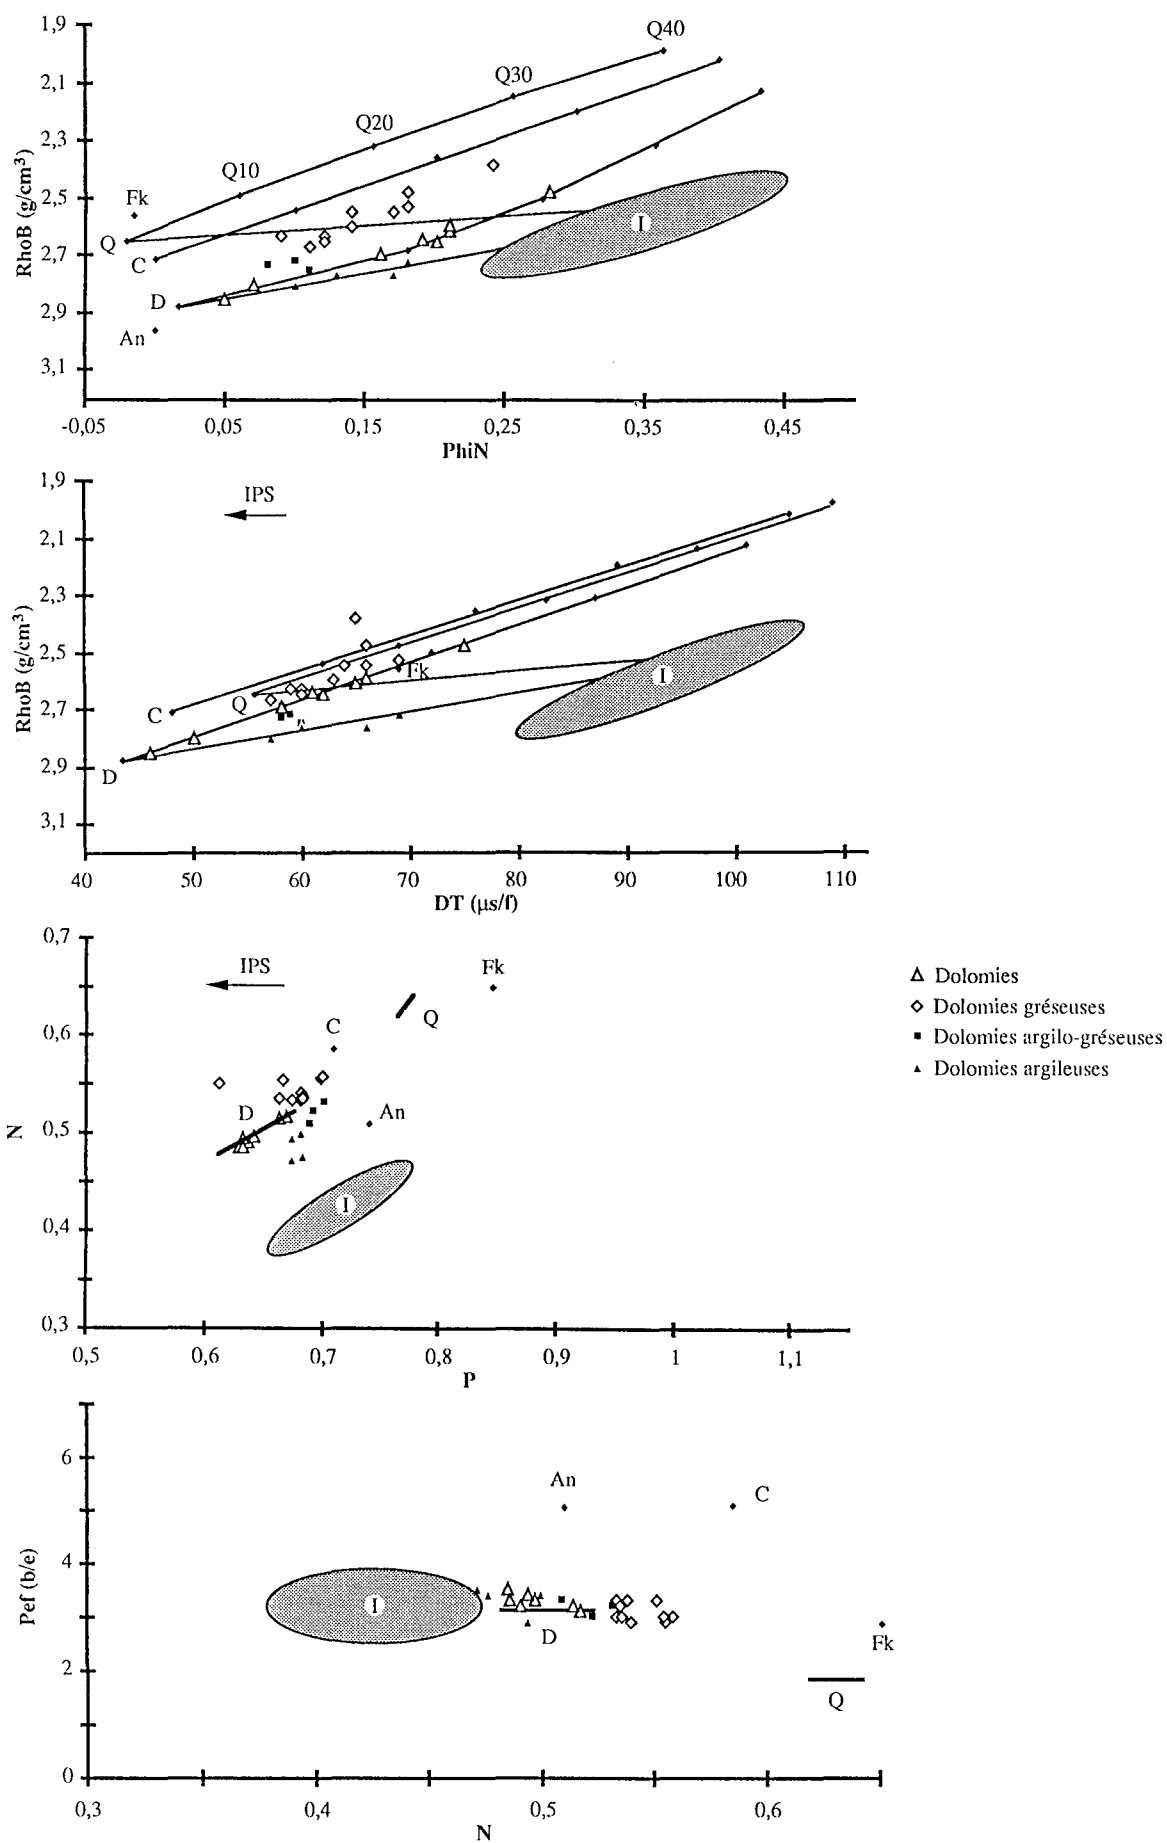 1,9
2,1
2,3
2,5
2,7
2,9
3,1
RhoB (g/cm³)
Q40
Q30
Q20
Q10
Fk
Q
C
D
An
I
-0,05
0,05
0,15
0,25
0,35
0,45
PhiN
1,9
2,1
2,3
2,5
2,7
2,9
3,1
RhoB (g/cm³)
IPS
Fk
Q
C
D
I
40
50
60
70
80
90
100
110
DT (µs/f)
0,7
0,6
0,5
0,4
0,3
N
IPS
Fk
Q
C
D
An
I
0,5
0,6
0,7
0,8
0,9
1
1,1
P
Dolomies
Dolomies gréseuses
Dolomies argilo-gréseuses
Dolomies argileuses
6
4
2
0
Pef (b/e)
An
C
I
D
Fk
Q
0,3
0,4
0,5
0,6
N